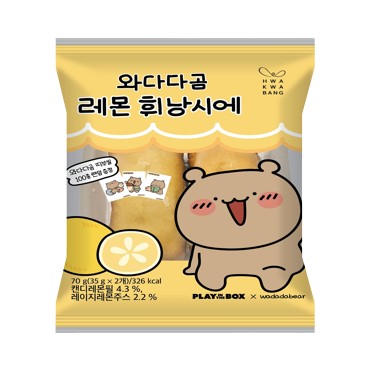 와다다곰
레몬 휘낭시에
HWA
KWA
BANG
와다다곰 띠부씰
100종 랜덤 증정
70 g(35 g × 2개)/326 kcal
캔디레몬필 4.3 %,
레이지레몬주스 2.2 %
PLAY IN THE BOX × wadadabear